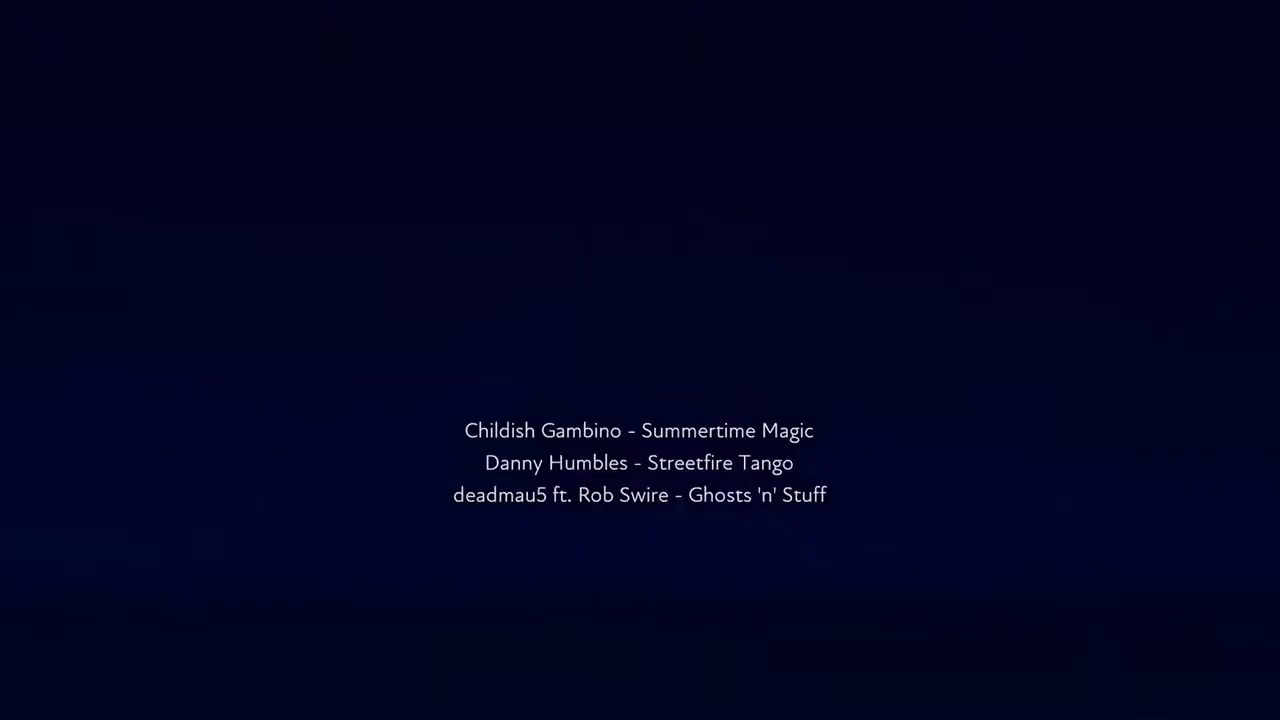 Childish Gambino - Summertime Magic
Danny Humbles - Streetfire Tango
deadmau5 ft. Rob Swire - Ghosts 'n' Stuff